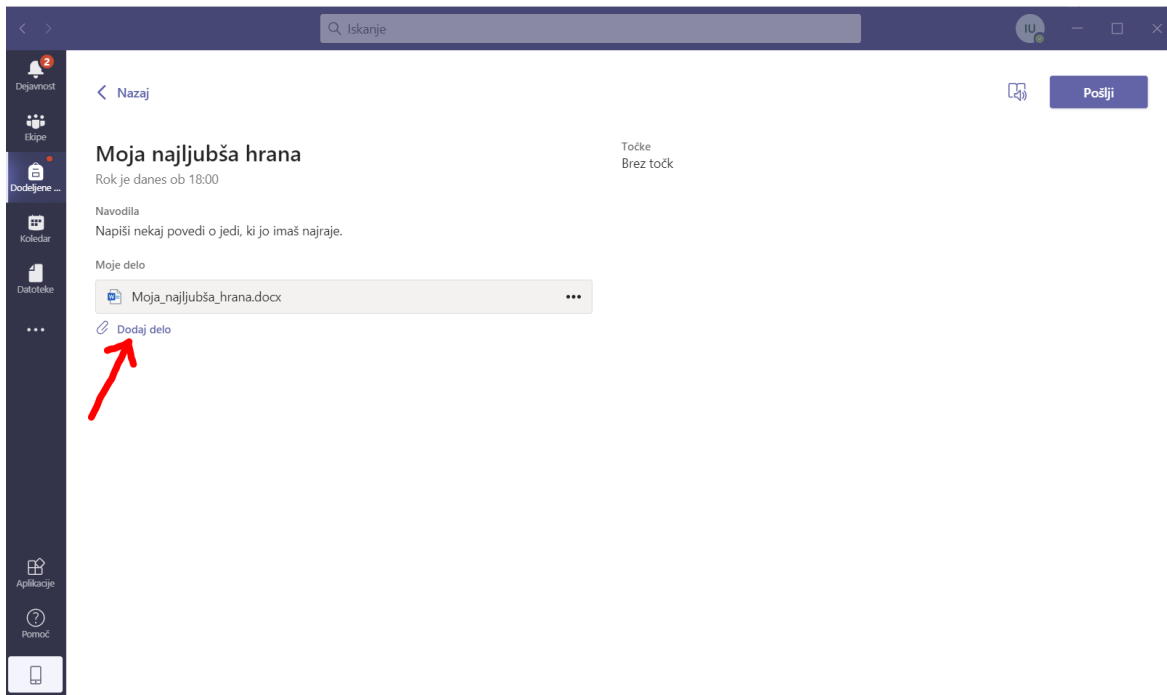 Iskanje
IU
2
Dejavnost
Ekipe
Dodeljene ...
Koledar
Datoteke
Aplikacije
Pomoč
Nazaj
Pošlji
Moja najljubša hrana
Rok je danes ob 18:00
Navodila
Napiši nekaj povedi o jedi, ki jo imaš najraje.
Moje delo
Moja_najljubša_hrana.docx
Dodaj delo
Točke
Brez točk